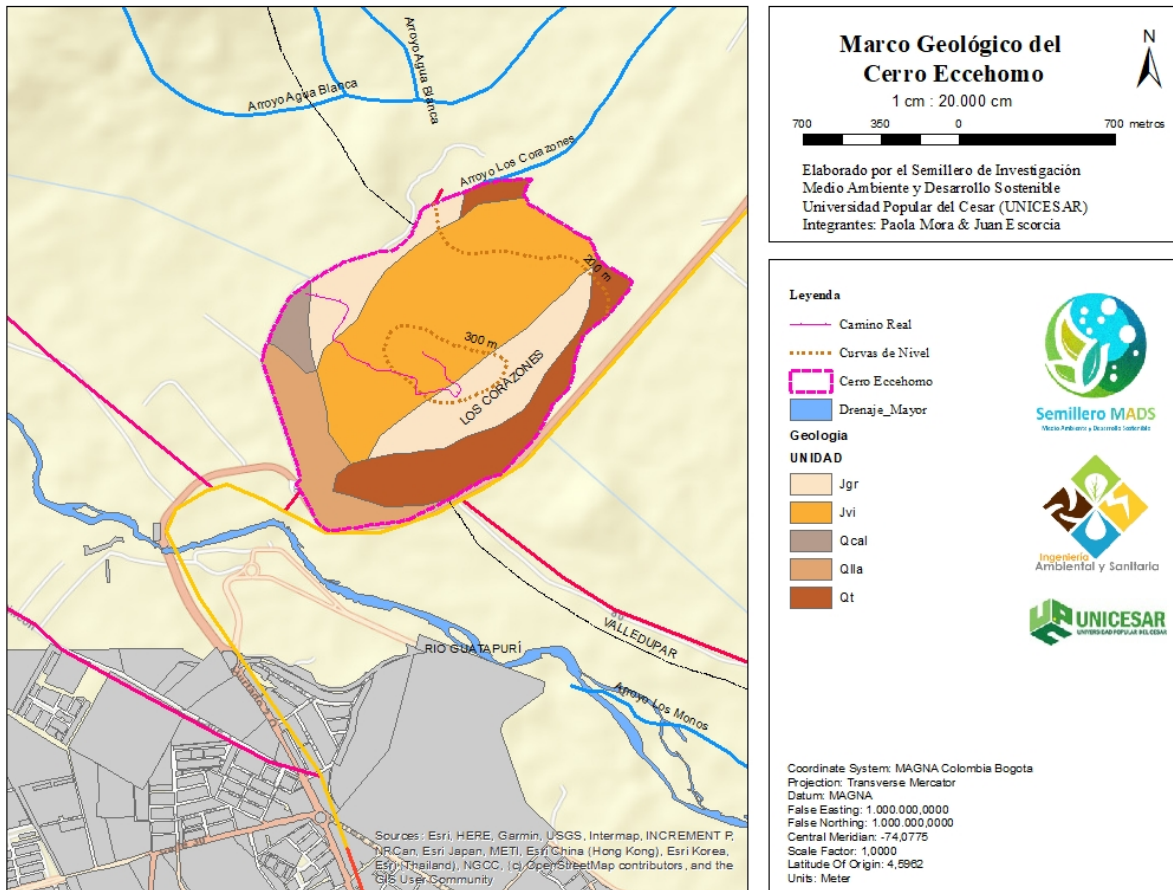 Marco Geológico del
Cerro Eccehomo
N
1 cm : 20.000 cm
700 350 0 700 metros
Elaborado por el Semillero de Investigación
Medio Ambiente y Desarrollo Sostenible
Universidad Popular del Cesar (UNICESAR)
Integrantes: Paola Mora & Juan Escorcia
Arroyo Agua Blanca
Arroyo Agua Blanca
Arroyo Los Corazones
200 m
300 m
LOS CORAZONES
VALLEDUPAR
RIO GUATAPURÍ
Arroyo Los Monos
Sources: Esri, HERE, Garmin, USGS, Intermap, INCREMENT P,
NRCan, Esri Japan, METI, Esri China (Hong Kong), Esri Korea,
Esri (Thailand), NGCC, (c) OpenStreetMap contributors, and the
GIS User Community
Leyenda
Camino Real
Curvas de Nivel
Cerro Eccehomo
Drenaje_Mayor
Geologia
UNIDAD
Jgr
Jvi
Qcal
Qlla
Qt
Semillero MADS
Medio Ambiente y Desarrollo Sostenible
Ingeniería
Ambiental y Sanitaria
UNICESAR
UNIVERSIDAD POPULAR DEL CESAR
Coordinate System: MAGNA Colombia Bogota
Projection: Transverse Mercator
Datum: MAGNA
False Easting: 1.000.000,0000
False Northing: 1.000.000,0000
Central Meridian: -74,0775
Scale Factor: 1,0000
Latitude Of Origin: 4,5962
Units: Meter